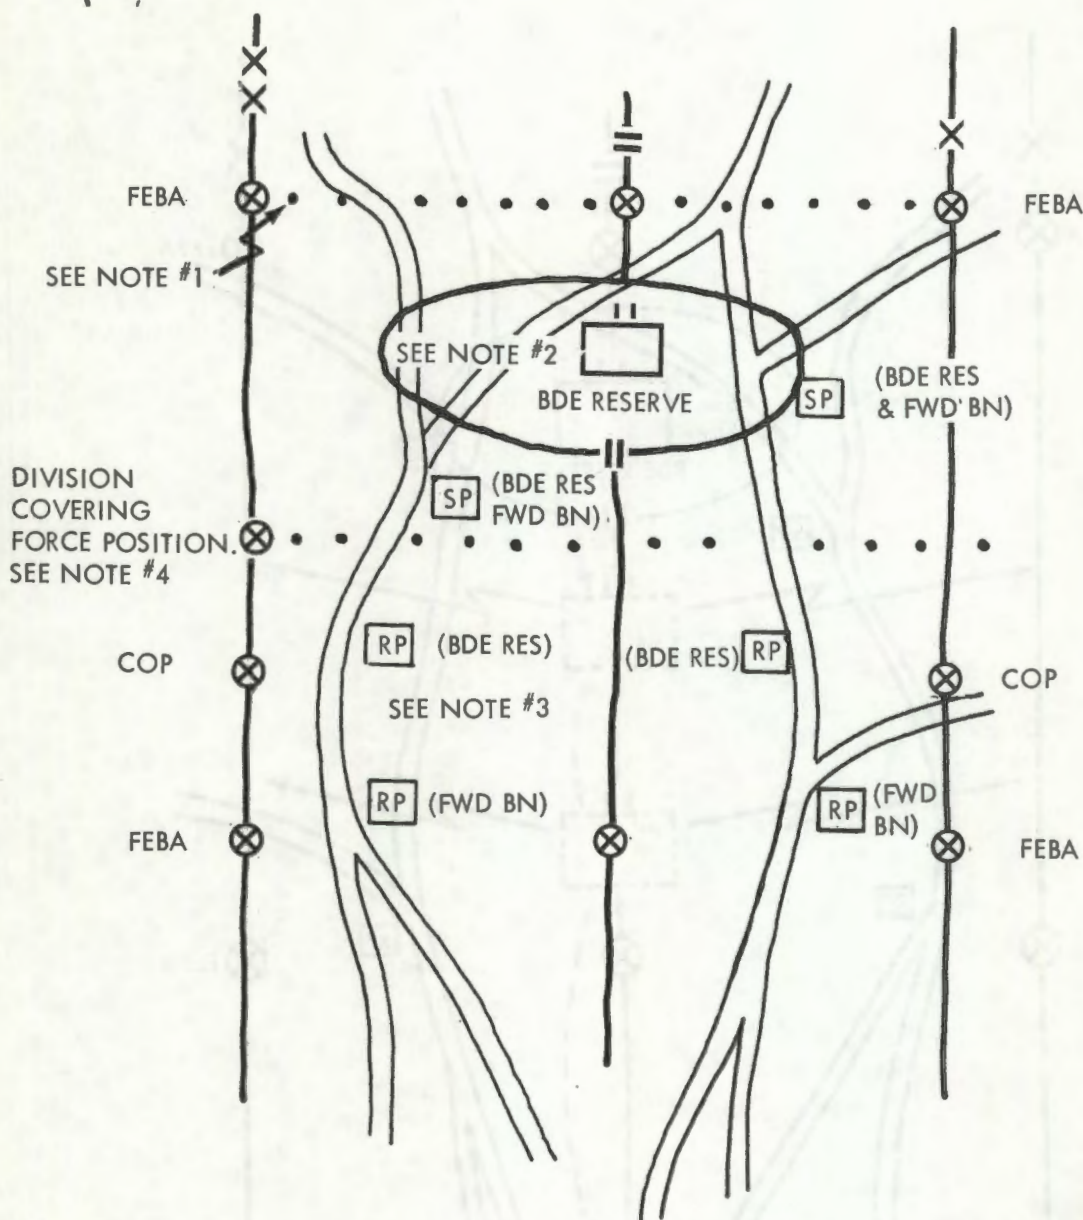 FEBA
FEBA
SEE NOTE #1
SEE NOTE #2
BDE RESERVE
SP
(BDE RES
& FWD BN)
SP
(BDE RES
FWD BN)
DIVISION
COVERING
FORCE POSITION.
SEE NOTE #4
RP (BDE RES)
(BDE RES) RP
COP
COP
SEE NOTE #3
RP (FWD BN)
RP
(FWD
BN)
FEBA
FEBA